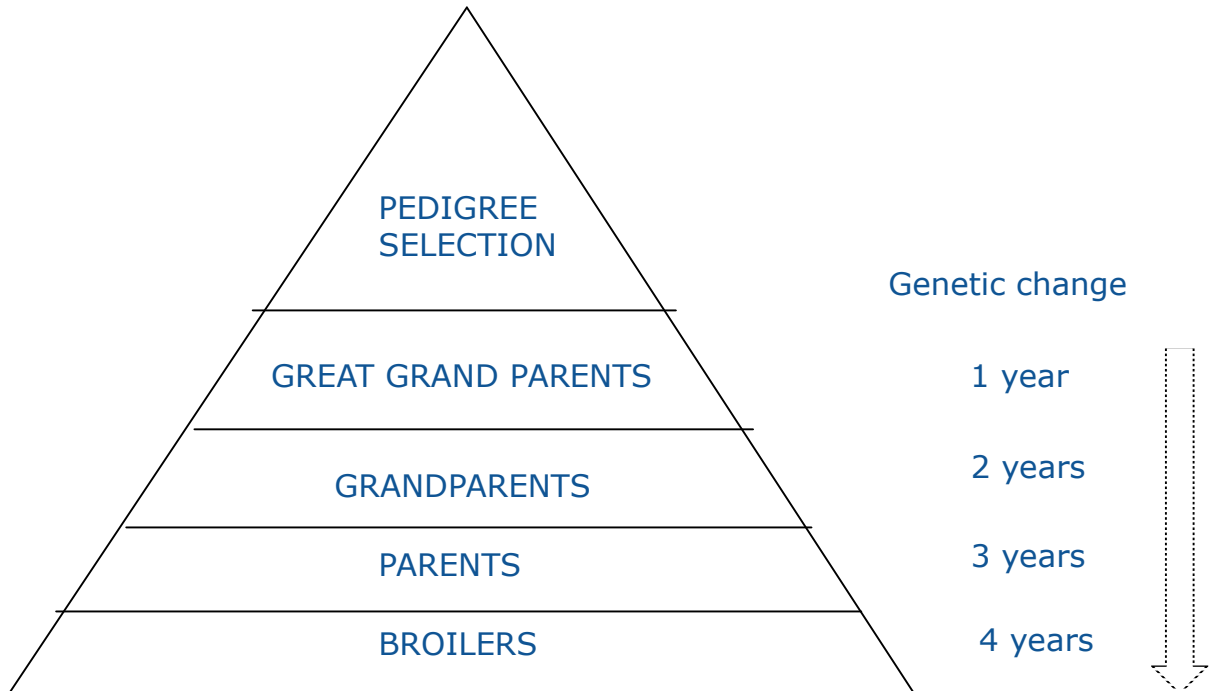 PEDIGREE
SELECTION
Genetic change
GREAT GRAND PARENTS
1 year
GRANDPARENTS
2 years
PARENTS
3 years
BROILERS
4 years